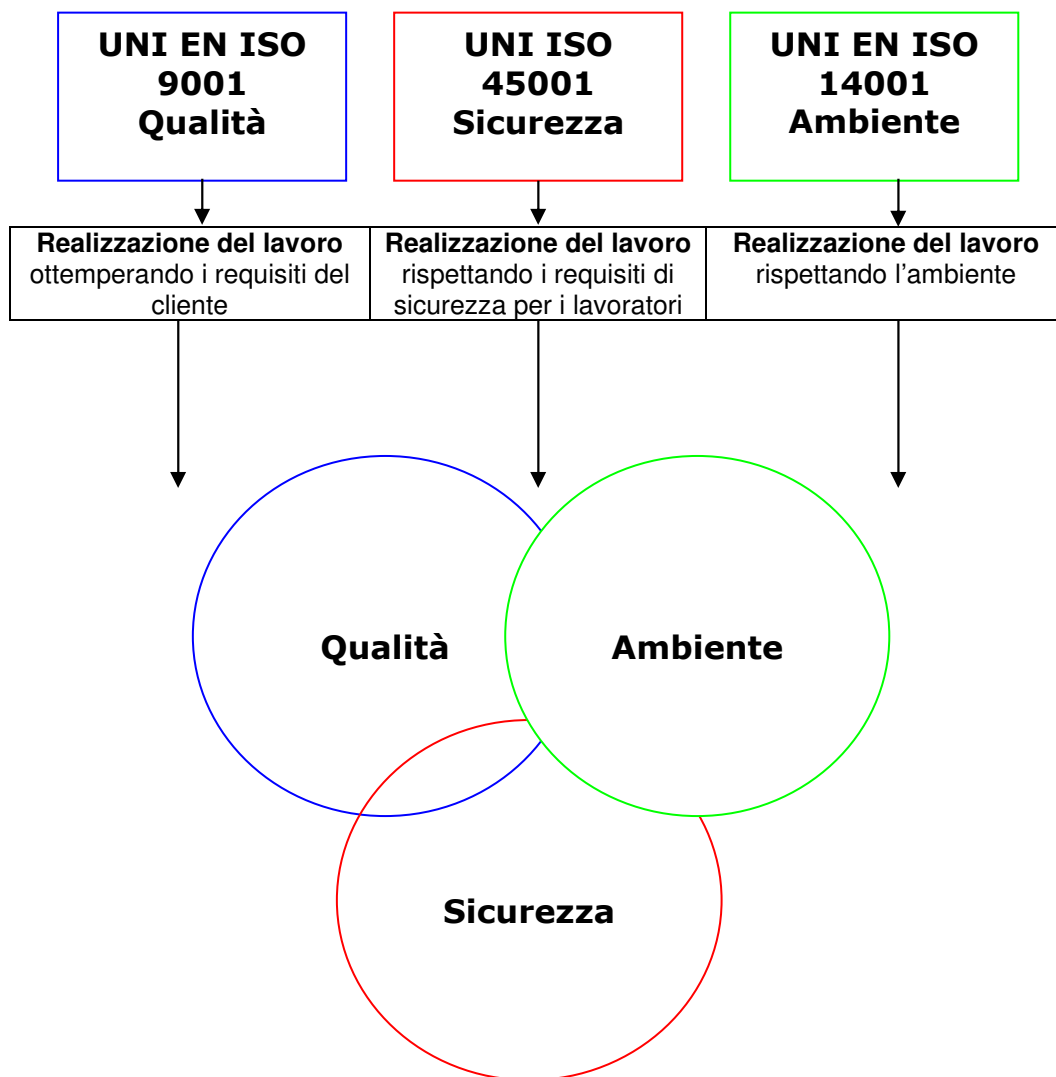 UNI EN ISO
9001
Qualità
UNI ISO
45001
Sicurezza
UNI EN ISO
14001
Ambiente
Realizzazione del lavoro
ottemperando i requisiti del
cliente
Realizzazione del lavoro
rispettando i requisiti di
sicurezza per i lavoratori
Realizzazione del lavoro
rispettando l’ambiente
Qualità
Ambiente
Sicurezza